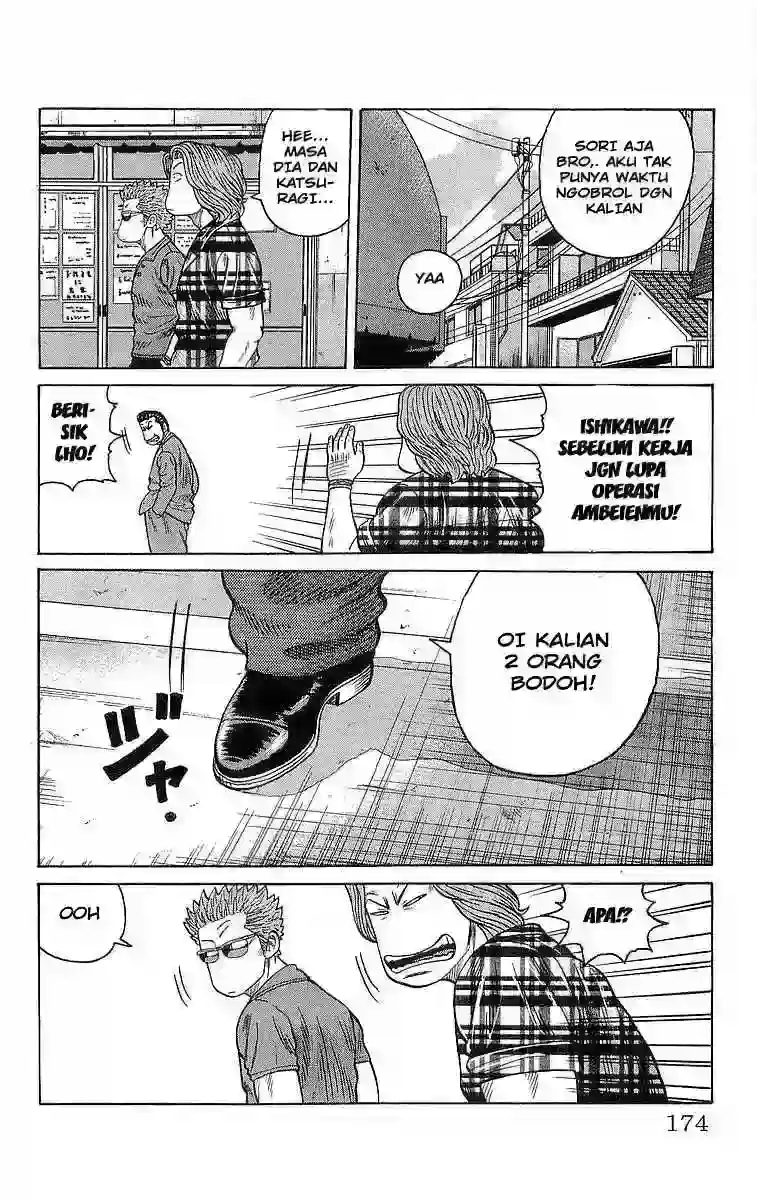 SORI AJA
BRO,. AKU TAK
PUNYA WAKTU
NGOBROL DGN
KALIAN
YAA
HEE...
MASA
DIA DAN
KATSU-
RAGI...
ISHIKAWA!!
SEBELUM KERJA
JGN LUPA
OPERASI
AMBEIENMU!
BERI-
SIK
LHO!
OI KALIAN
2 ORANG
BODOH!
ジャ.
APA!?
OOH
174